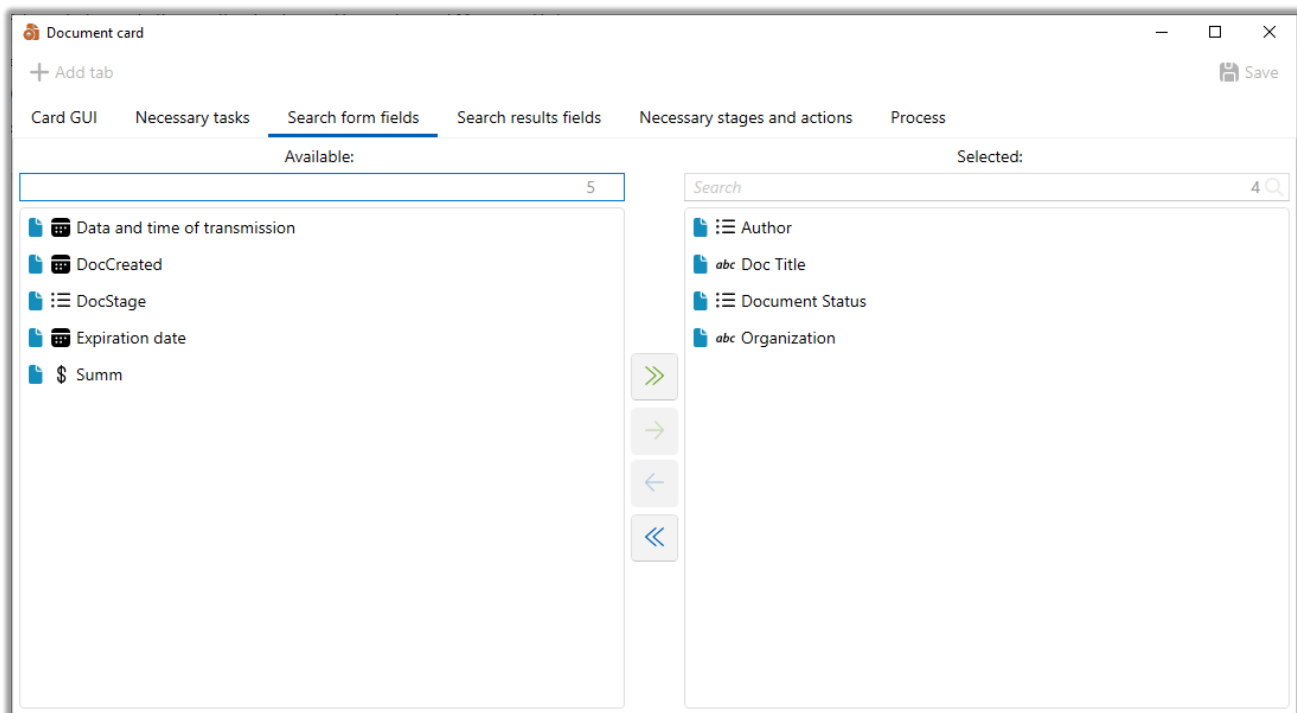 Document card
Add tab
Save
Card GUI Necessary tasks Search form fields Search results fields Necessary stages and actions Process
Available:
5
Data and time of transmission
DocCreated
DocStage
Expiration date
$ Summ
Selected:
Search 4
Author
abc Doc Title
Document Status
abc Organization